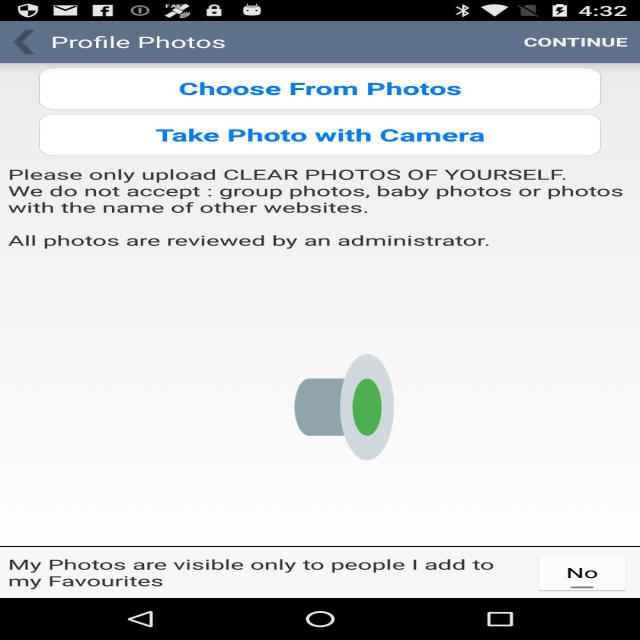 4:32
Profile Photos
CONTINUE
Choose From Photos
Take Photo with Camera
Please only upload CLEAR PHOTOS OF YOURSELF.
We do not accept : group photos, baby photos or photos
with the name of other websites.
All photos are reviewed by an administrator.
My Photos are visible only to people I add to
my Favourites
No